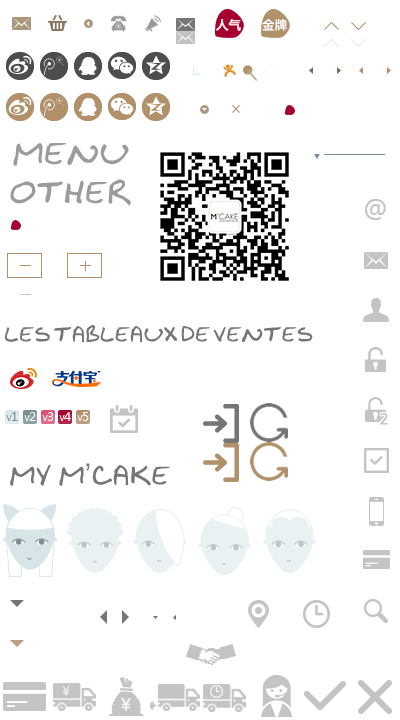 人气 金牌
MENU
OTHER
M'CAKE
@
LES TABLEAUX DE VENTES
支付宝
v1 v2 v3 v4 v5
2
MY M'CAKE
¥ ¥ ¥